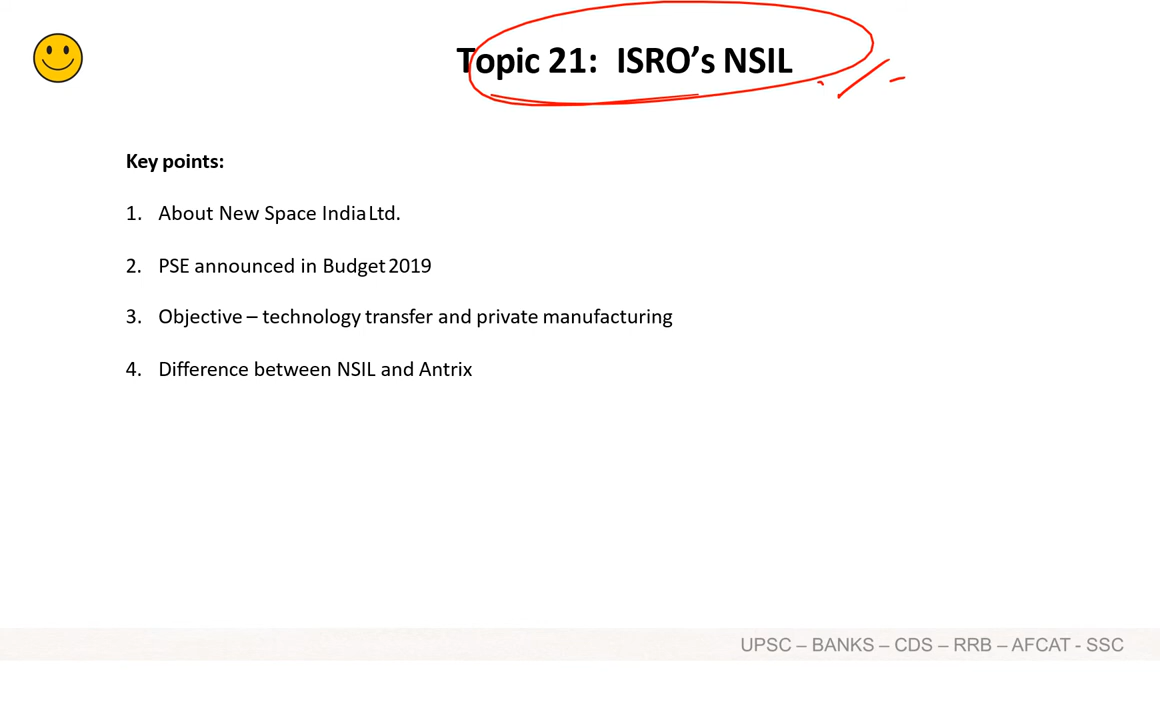 Topic 21: ISRO’s NSIL
Key points:
1. About New Space India Ltd.
2. PSE announced in Budget 2019
3. Objective – technology transfer and private manufacturing
4. Difference between NSIL and Antrix
UPSC – BANKS – CDS – RRB – AFCAT - SSC